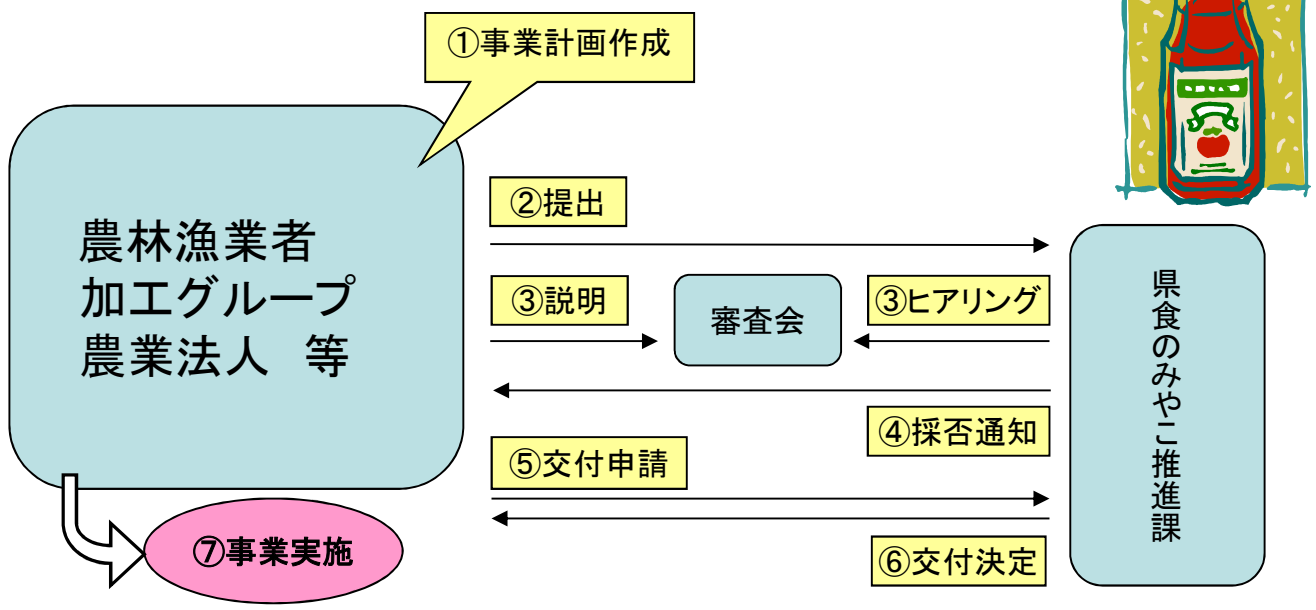 ①事業計画作成
農林漁業者
加工グループ
農業法人　等
②提出
③説明
審査会
③ヒアリング
県食のみやこ推進課
④採否通知
⑤交付申請
⑥交付決定
⑦事業実施